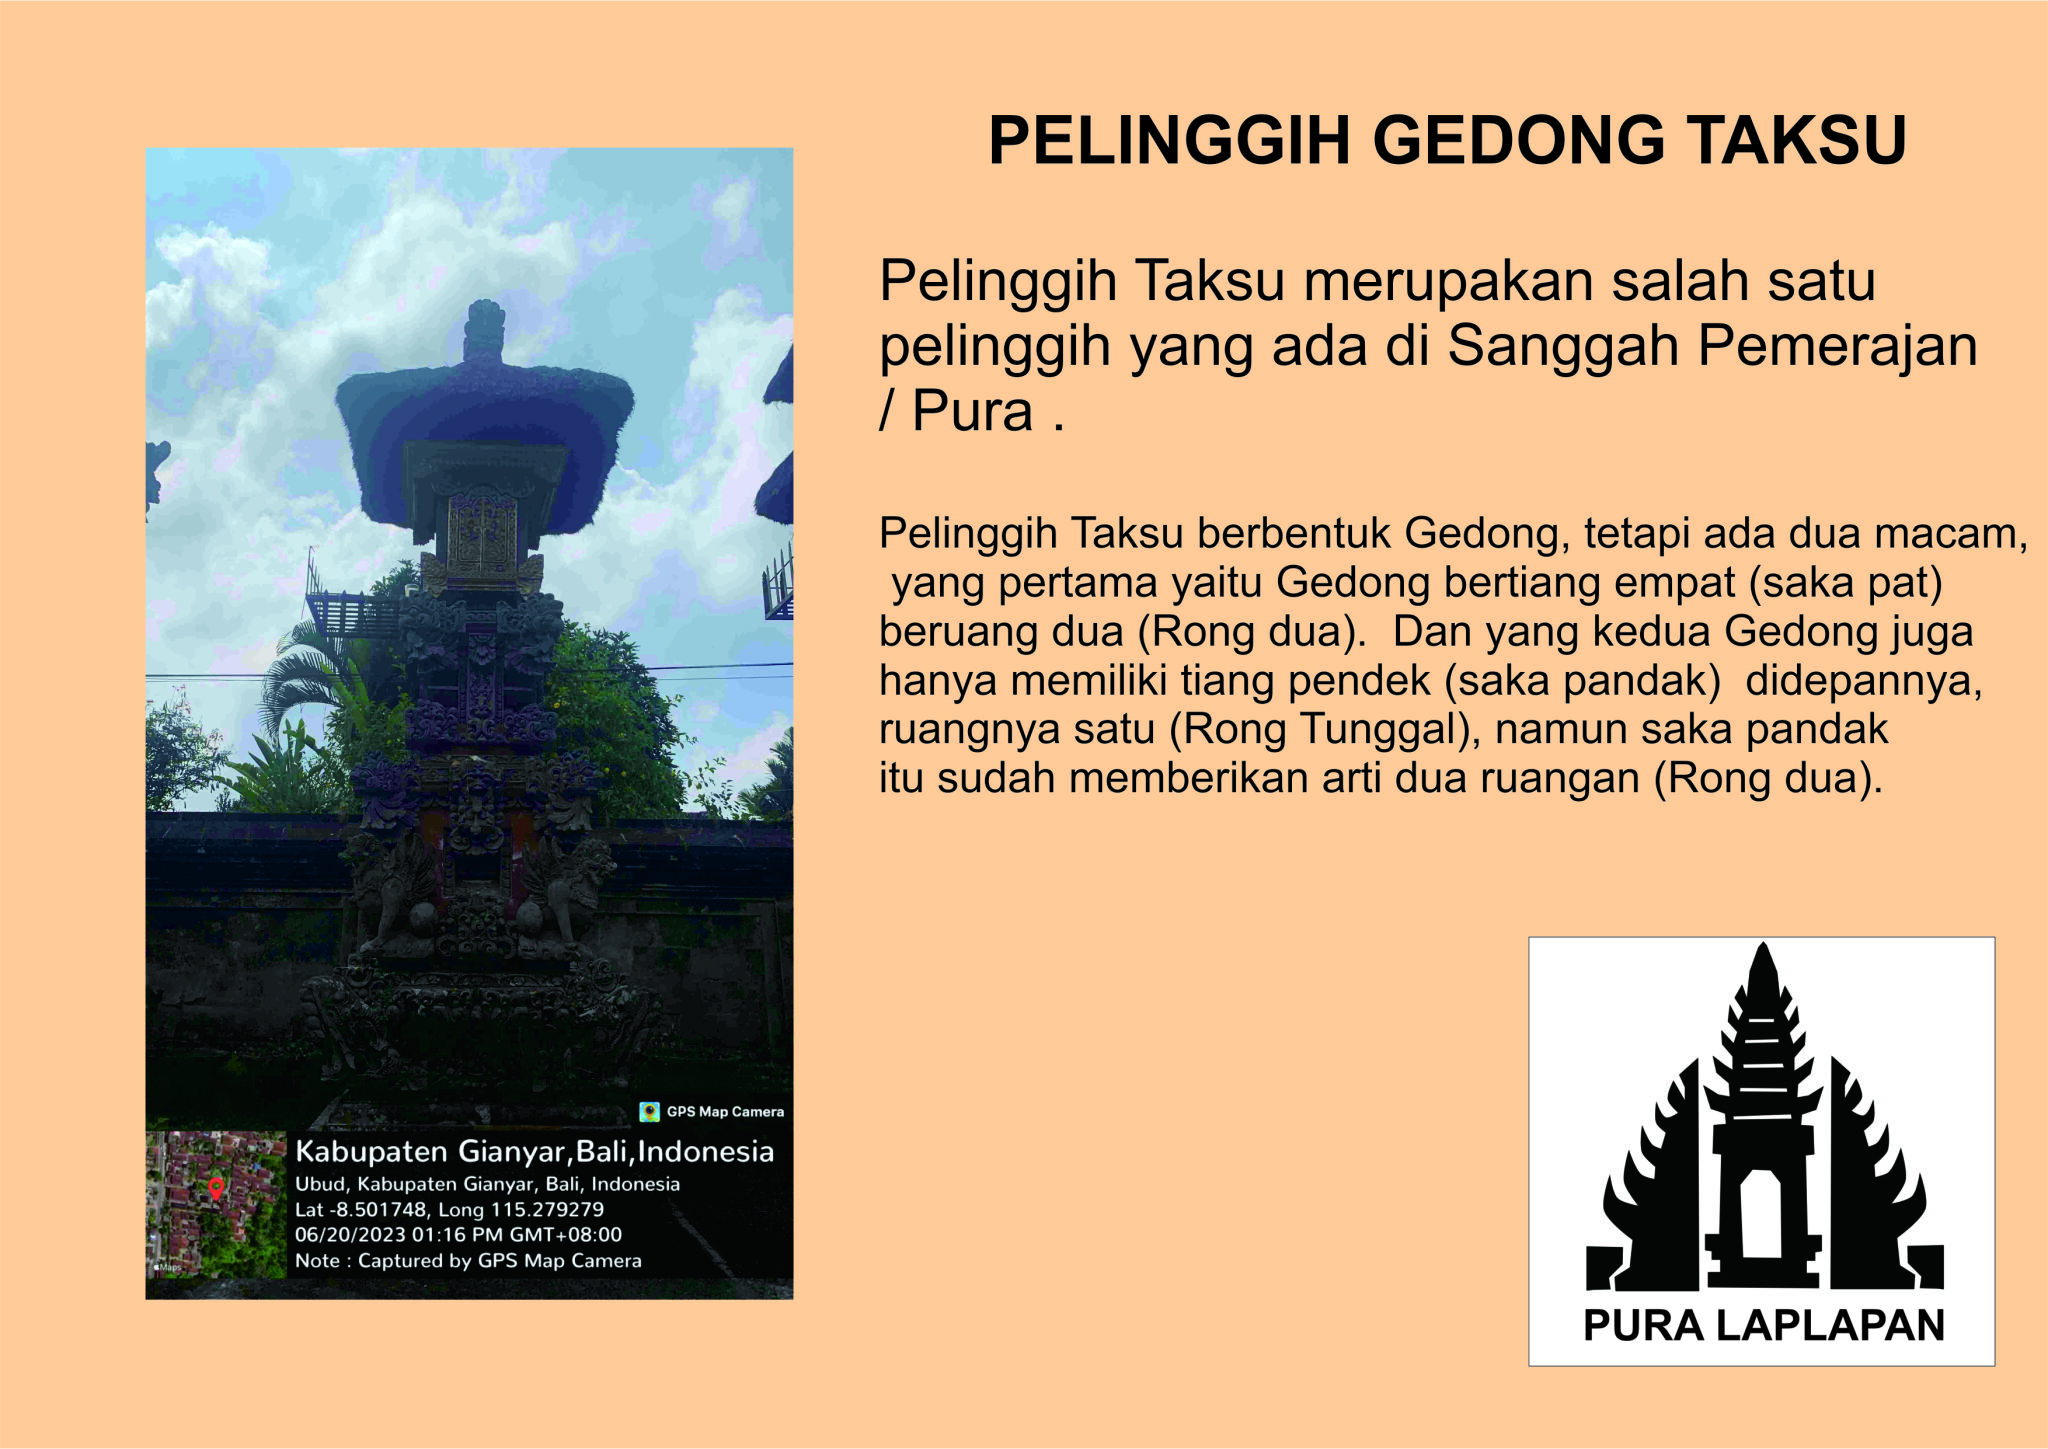 PELINGGIH GEDONG TAKSU
Pelinggih Taksu merupakan salah satu
pelinggih yang ada di Sanggah Pemerajan
/ Pura .
Pelinggih Taksu berbentuk Gedong, tetapi ada dua macam,
yang pertama yaitu Gedong bertiang empat (saka pat)
beruang dua (Rong dua). Dan yang kedua Gedong juga
hanya memiliki tiang pendek (saka pandak) didepannya,
ruangnya satu (Rong Tunggal), namun saka pandak
itu sudah memberikan arti dua ruangan (Rong dua).
GPS Map Camera
Kabupaten Gianyar,Bali,Indonesia
Ubud, Kabupaten Gianyar, Bali, Indonesia
Lat -8.501748, Long 115.279279
06/20/2023 01:16 PM GMT+08:00
Note : Captured by GPS Map Camera
Maps
PURA LAPLAPAN